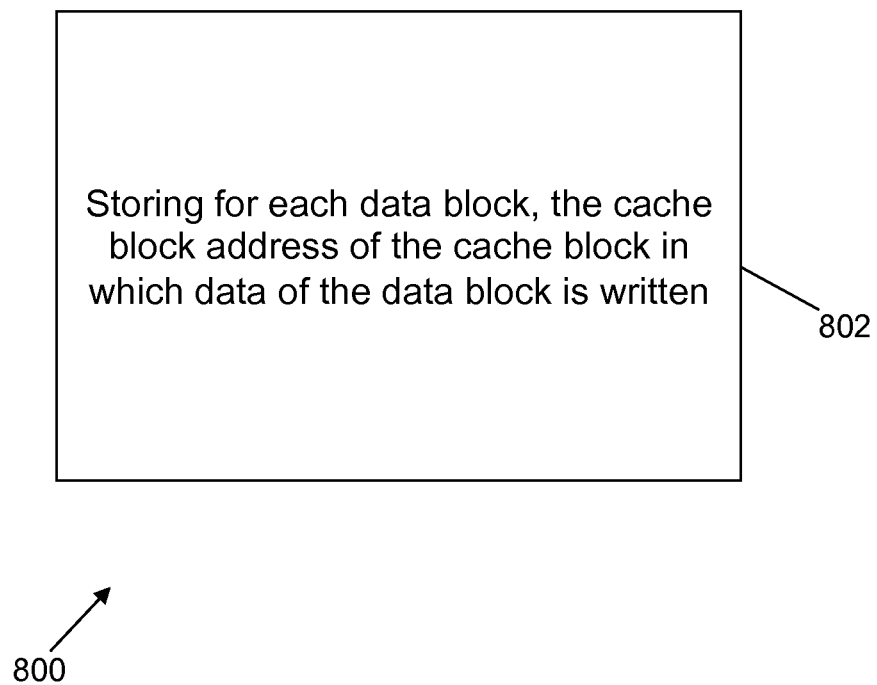 Storing for each data block, the cache
block address of the cache block in
which data of the data block is written
802
800